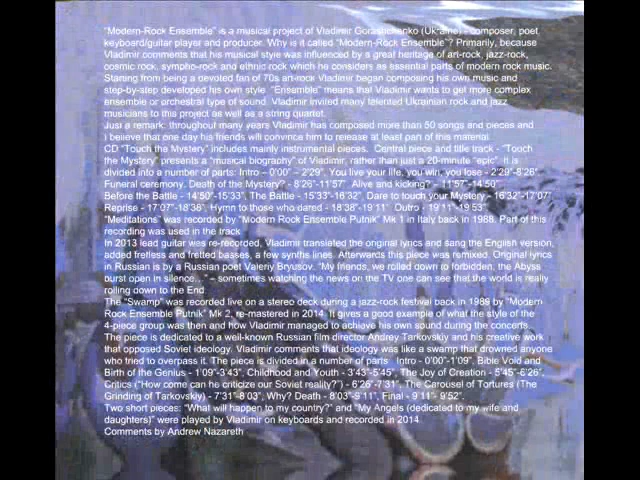 "Modern-Rock Ensemble" is a musical project of Vladimir Gorashchenko (Ukraine) - composer, poet,
keyboard/guitar player and producer. Why is it called "Modern-Rock Ensemble"? Primarily, because
Vladimir comments that his musical style was influenced by a great heritage of art-rock, jazz-rock,
cosmic rock, sympho-rock and ethnic rock which he considers as essential parts of modern rock music.
Starting from being a devoted fan of 70s art-rock Vladimir began composing his own music and
step-by-step developed his own style. "Ensemble" means that Vladimir wants to get more complex
ensemble or orchestral type of sound. Vladimir invited many talented Ukrainian rock and jazz
musicians to this project as well as a string quartet.
Just a remark: throughout many years Vladimir has composed more than 50 songs and pieces and
I believe that one day his friends will convince him to release at least part of this material.
CD "Touch the Mystery" includes mainly instrumental pieces. Central piece and title track - "Touch
the Mystery" presents a "musical biography" of Vladimir, rather than just a 20-minute "epic". It is
divided into a number of parts: Intro – 0'00" – 2'29", You live your life, you win, you lose - 2'29"-8'26",
Funeral ceremony. Death of the Mystery? - 8'26"-11'57". Alive and kicking? – 11'57"-14'50",
Before the Battle - 14'50"-15'33", The Battle - 15'33"-16'32", Dare to touch your Mystery - 16'32"-17'07",
Reprise - 17'07"-18'38", Hymn to those who dared - 18'38"-19'11", Outro - 19'11"-19'53".
"Meditations" was recorded by "Modern Rock Ensemble Putnik" Mk 1 in Italy back in 1988. Part of this
recording was used in the track.
In 2013 lead guitar was re-recorded, Vladimir translated the original lyrics and sang the English version,
added fretless and fretted basses, a few synths lines. Afterwards this piece was remixed. Original lyrics
in Russian is by a Russian poet Valeriy Bryusov. "My friends, we rolled down to forbidden, the Abyss
burst open in silence…" – sometimes watching the news on the TV one can see that the world is really
rolling down to the End.
The "Swamp" was recorded live on a stereo deck during a jazz-rock festival back in 1989 by "Modern
Rock Ensemble Putnik" Mk 2, re-mastered in 2014. It gives a good example of what the style of the
4-piece group was then and how Vladimir managed to achieve his own sound during the concerts.
The piece is dedicated to a well-known Russian film director Andrey Tarkovskiy and his creative work
that opposed Soviet ideology. Vladimir comments that ideology was like a swamp that drowned anyone
who tried to overpass it. The piece is divided in a number of parts: Intro - 0'00"-1'09", Bible Void and
Birth of the Genius - 1'09"-3'43", Childhood and Youth - 3'43"-5'45", The Joy of Creation - 5'45"-6'26",
Critics ("How come can he criticize our Soviet reality?") - 6'26"-7'31", The Carousel of Tortures (The
Grinding of Tarkovskiy) - 7'31"-8'03", Why? Death - 8'03"-9'11", Final - 9'11"- 9'52".
Two short pieces: "What will happen to my country?" and "My Angels (dedicated to my wife and
daughters)" were played by Vladimir on keyboards and recorded in 2014.
Comments by Andrew Nazareth